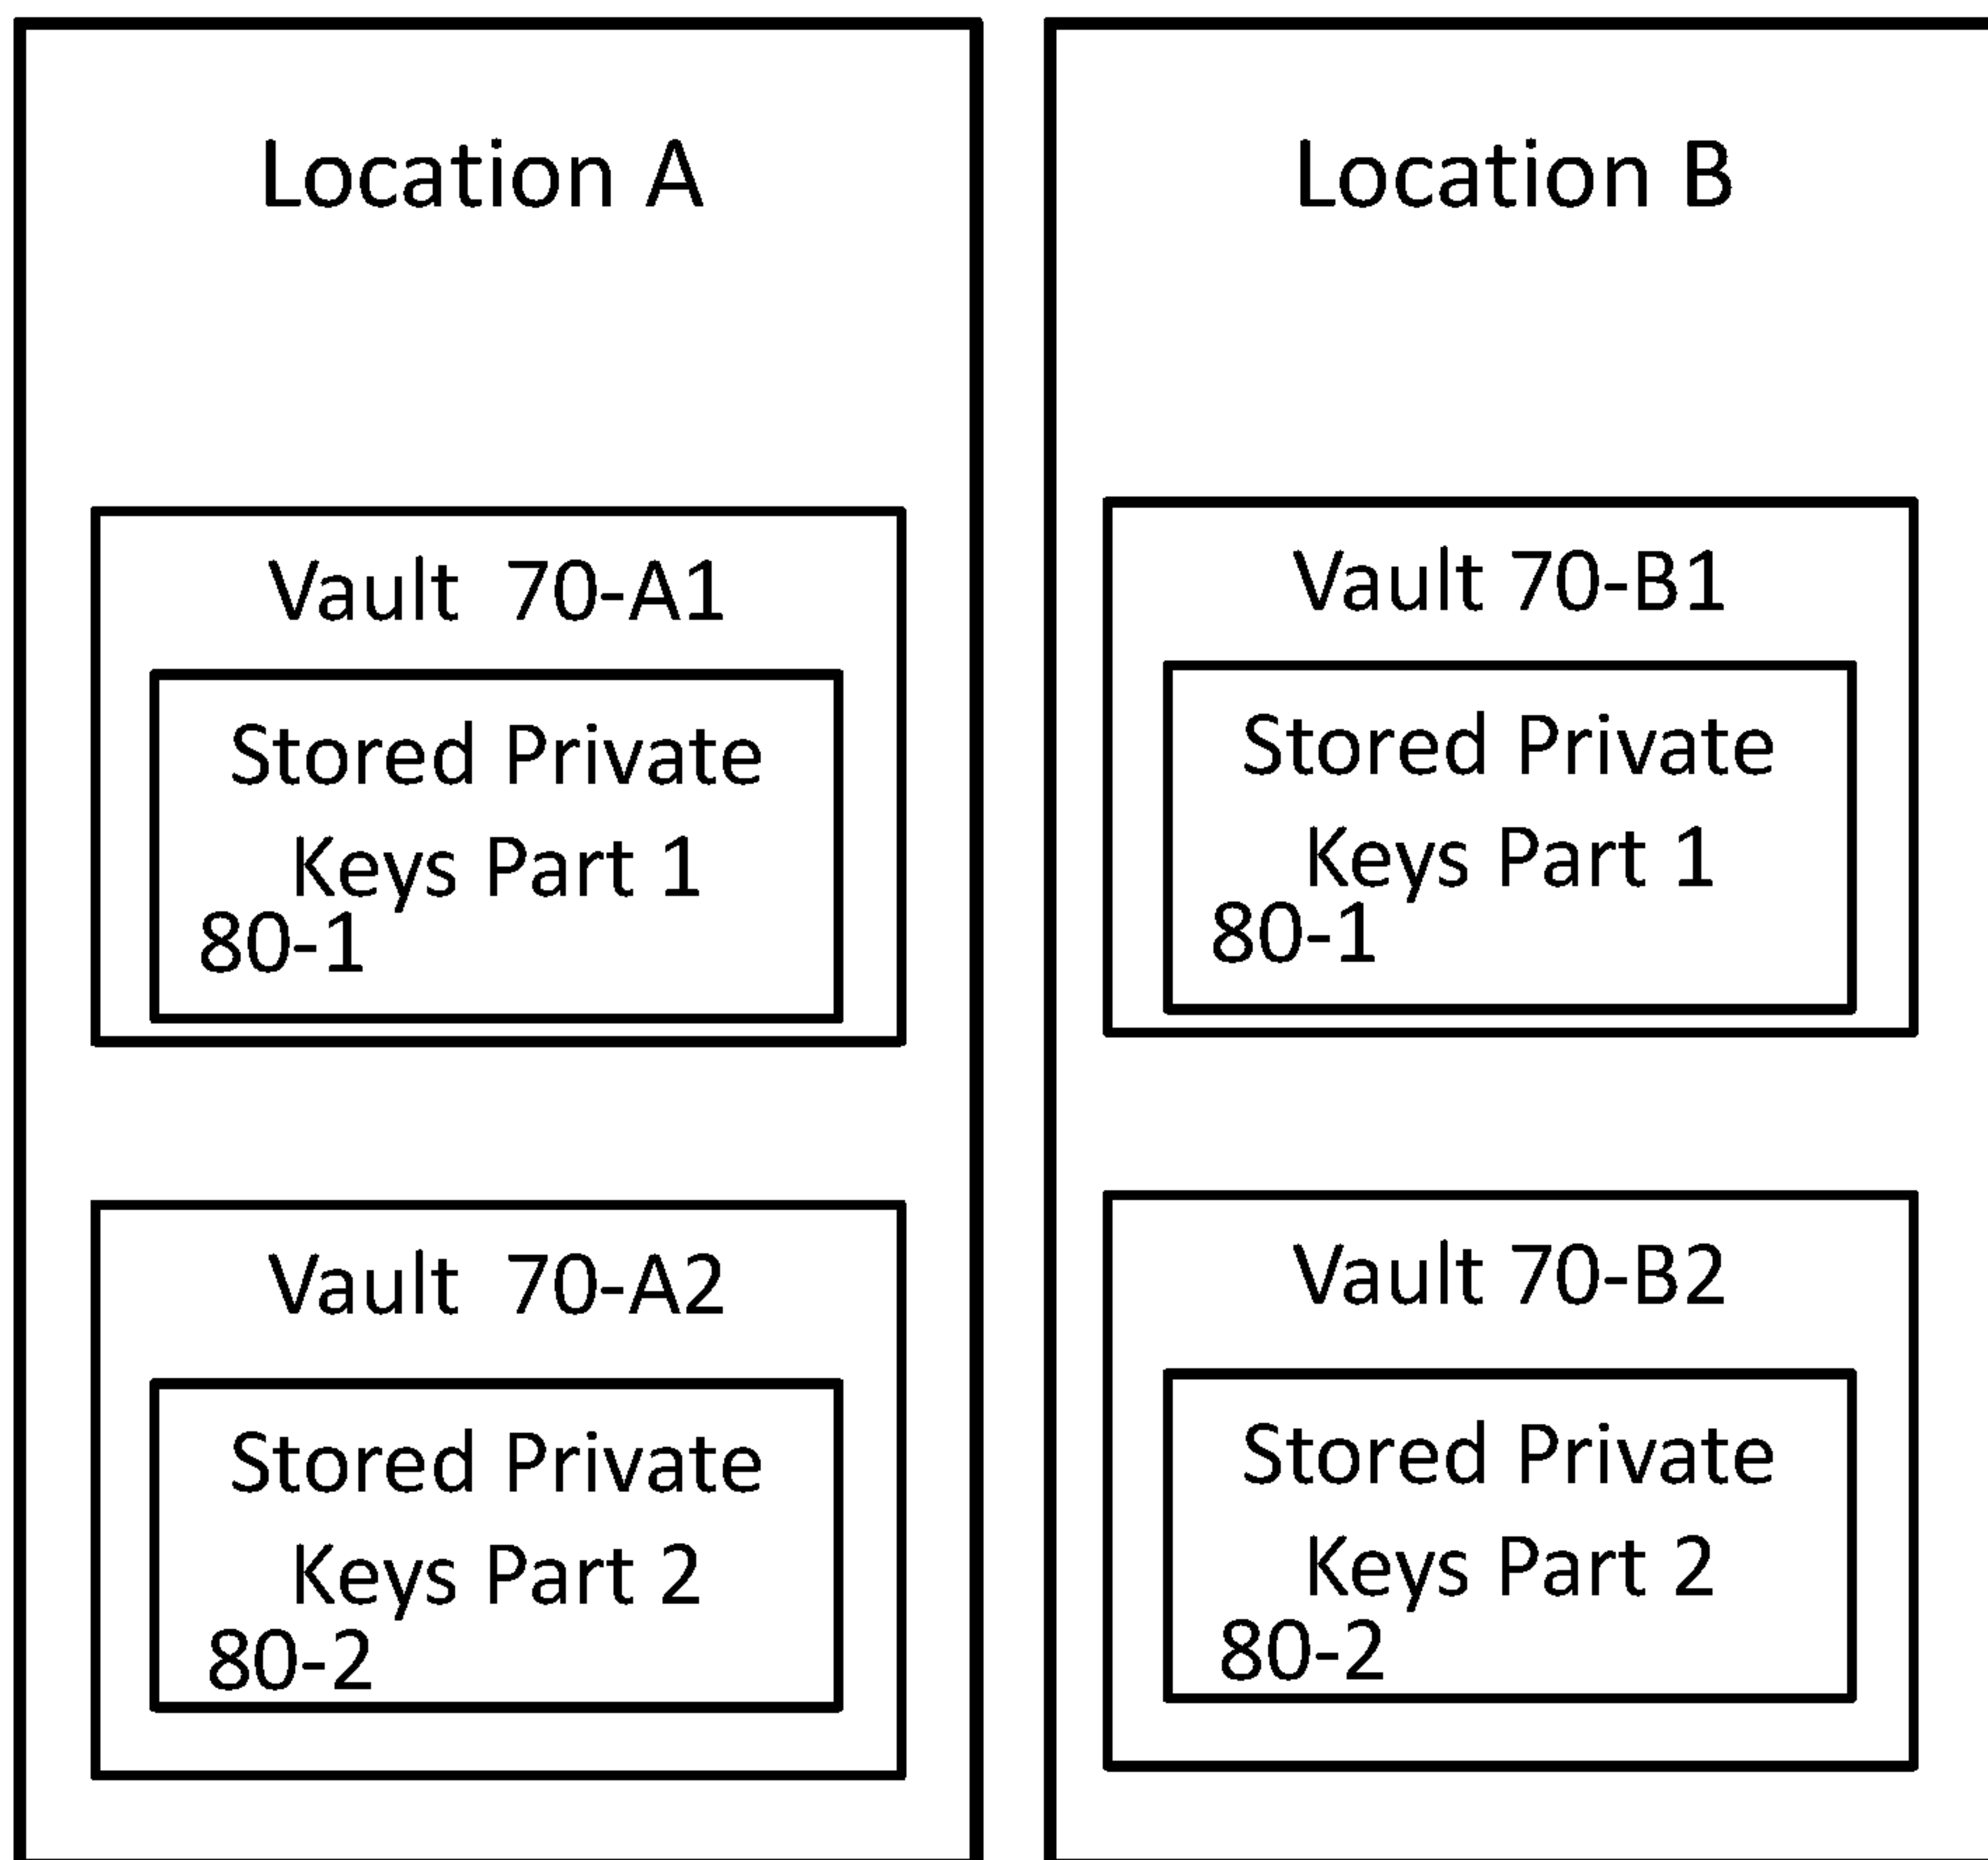 Location A
Vault 70-A1
Stored Private
Keys Part 1
80-1
Vault 70-A2
Stored Private
Keys Part 2
80-2
Location B
Vault 70-B1
Stored Private
Keys Part 1
80-1
Vault 70-B2
Stored Private
Keys Part 2
80-2